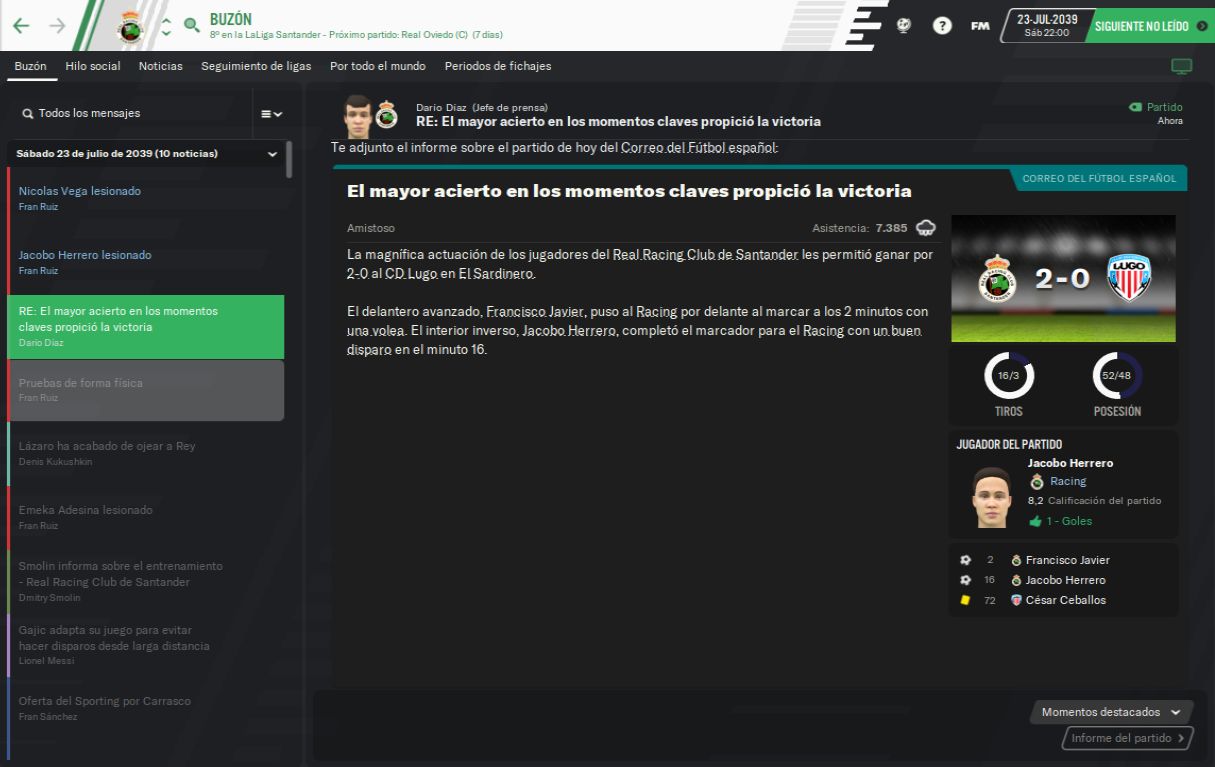 BUZÓN
8º en la LaLiga Santander - Próximo partido: Real Oviedo (C) (7 días)
?
FM
23-JUL-2039
Sáb 22:00
SIGUIENTE NO LEÍDO
Buzón Hilo social Noticias Seguimiento de ligas Por todo el mundo Periodos de fichajes
Todos los mensajes
Sábado 23 de julio de 2039 (10 noticias)
Nicolas Vega lesionado
Fran Ruiz
Jacobo Herrero lesionado
Fran Ruiz
RE: El mayor acierto en los momentos
claves propició la victoria
Darío Díaz
Pruebas de forma física
Fran Ruiz
Lázaro ha acabado de ojear a Rey
Denis Kukushkin
Emeka Adesina lesionado
Fran Ruiz
Smolin informa sobre el entrenamiento
- Real Racing Club de Santander
Dmitry Smolin
Gajic adapta su juego para evitar
hacer disparos desde larga distancia
Lionel Messi
Oferta del Sporting por Carrasco
Fran Sánchez
Darío Díaz (Jefe de prensa)
RE: El mayor acierto en los momentos claves propició la victoria
Partido
Ahora
Te adjunto el informe sobre el partido de hoy del Correo del Fútbol español:
CORREO DEL FÚTBOL ESPAÑOL
El mayor acierto en los momentos claves propició la victoria
Amistoso
Asistencia: 7.385
La magnífica actuación de los jugadores del Real Racing Club de Santander les permitió ganar por
2-0 al CD Lugo en El Sardinero.
El delantero avanzado, Francisco Javier, puso al Racing por delante al marcar a los 2 minutos con
una volea. El interior inverso, Jacobo Herrero, completó el marcador para el Racing con un buen
disparo en el minuto 16.
2-0
LUGO
16/3
TIROS
52/48
POSESIÓN
JUGADOR DEL PARTIDO
Jacobo Herrero
Racing
8,2 Calificación del partido
1 - Goles
2 Francisco Javier
16 Jacobo Herrero
72 César Ceballos
Momentos destacados
Informe del partido